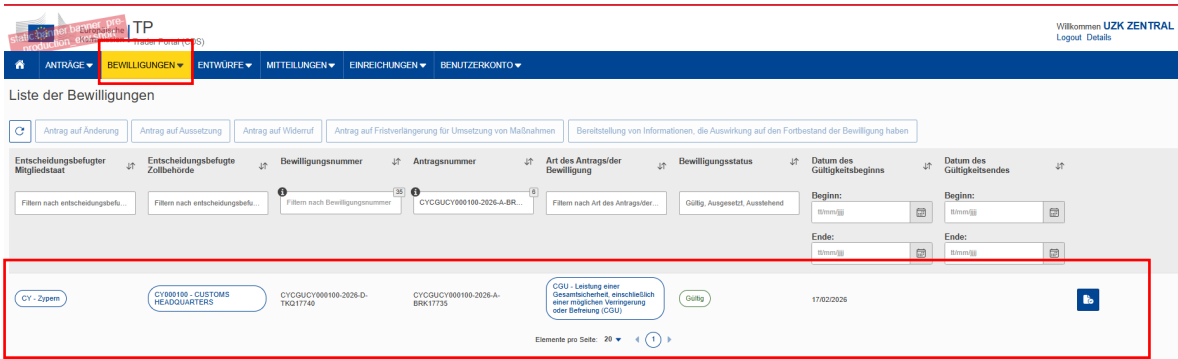 static banner.banner_pre-
production_
Europäische
TP
Trader Portal (CDS)
Willkommen UZK ZENTRAL
Logout Details
ANTRÄGE BEWILLIGUNGEN ENTWÜRFE MITTEILUNGEN EINREICHUNGEN BENUTZERKONTO
Liste der Bewilligungen
Antrag auf Änderung Antrag auf Aussetzung Antrag auf Widerruf Antrag auf Fristverlängerung für Umsetzung von Maßnahmen Bereitstellung von Informationen, die Auswirkung auf den Fortbestand der Bewilligung haben
Entscheidungsbefugter Mitgliedstaat
Entscheidungsbefugte Zollbehörde
Bewilligungsnummer
Antragsnummer
Art des Antrags/der Bewilligung
Bewilligungsstatus
Datum des Gültigkeitsbeginns
Datum des Gültigkeitsendes
Filtern nach entscheidungsbefu...
Filtern nach entscheidungsbefu...
35
Filtern nach Bewilligungsnummer
6
CYCGUCY000100-2026-A-BR...
Filtern nach Art des Antrags/der...
Gültig, Ausgesetzt, Ausstehend
Beginn:
tt/mm/jjjj
Ende:
tt/mm/jjjj
Beginn:
tt/mm/jjjj
Ende:
tt/mm/jjjj
CY - Zypern
CY000100 - CUSTOMS
HEADQUARTERS
CYCGUCY000100-2026-D-
TKQ17740
CYCGUCY000100-2026-A-
BRK17735
CGU - Leistung einer
Gesamtsicherheit, einschließlich
einer möglichen Verringerung
oder Befreiung (CGU)
Gültig
17/02/2026
Elemente pro Seite: 20 1